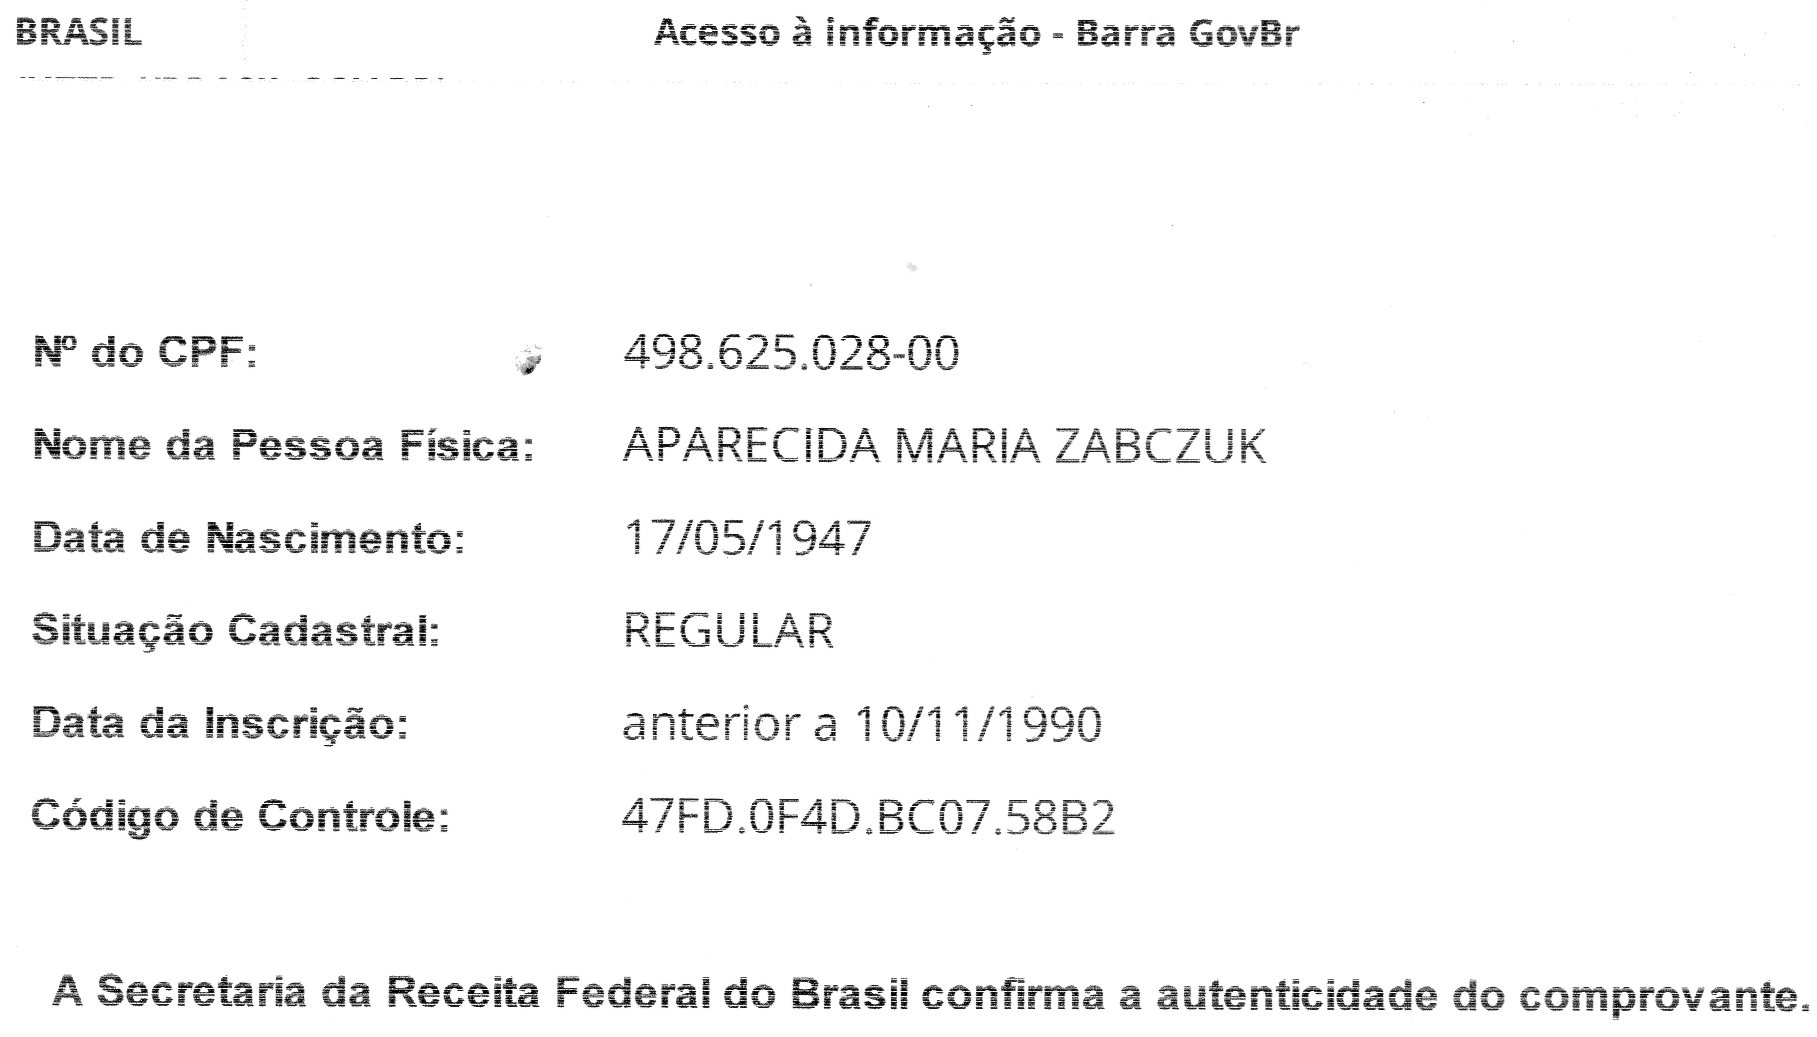 BRASIL Acesso à informação - Barra GovBr
Nº do CPF: 498.625.028-00
Nome da Pessoa Física: APARECIDA MARIA ZABCZUK
Data de Nascimento: 17/05/1947
Situação Cadastral: REGULAR
Data da Inscrição: anterior a 10/11/1990
Código de Controle: 47FD.0F4D.BC07.58B2
A Secretaria da Receita Federal do Brasil confirma a autenticidade do comprovante.